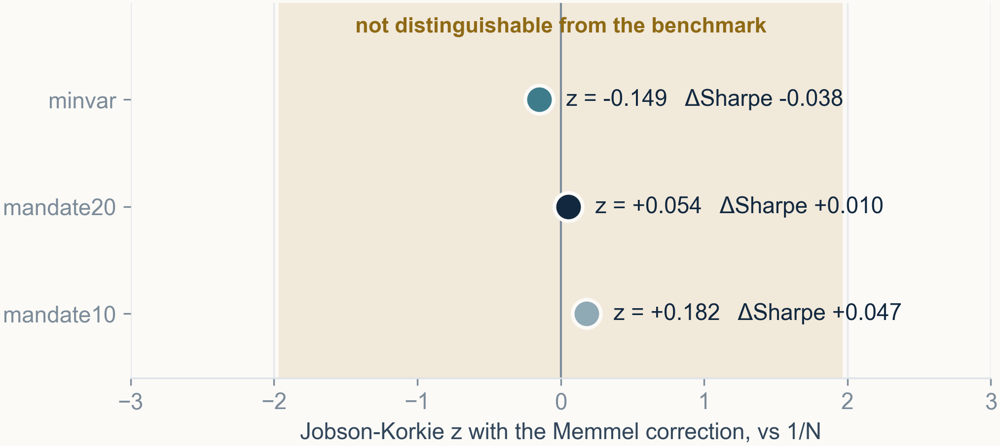 not distinguishable from the benchmark
minvar
z = -0.149 ΔSharpe -0.038
mandate20
z = +0.054 ΔSharpe +0.010
mandate10
z = +0.182 ΔSharpe +0.047
−3 −2 −1 0 1 2 3
Jobson-Korkie z with the Memmel correction, vs 1/N